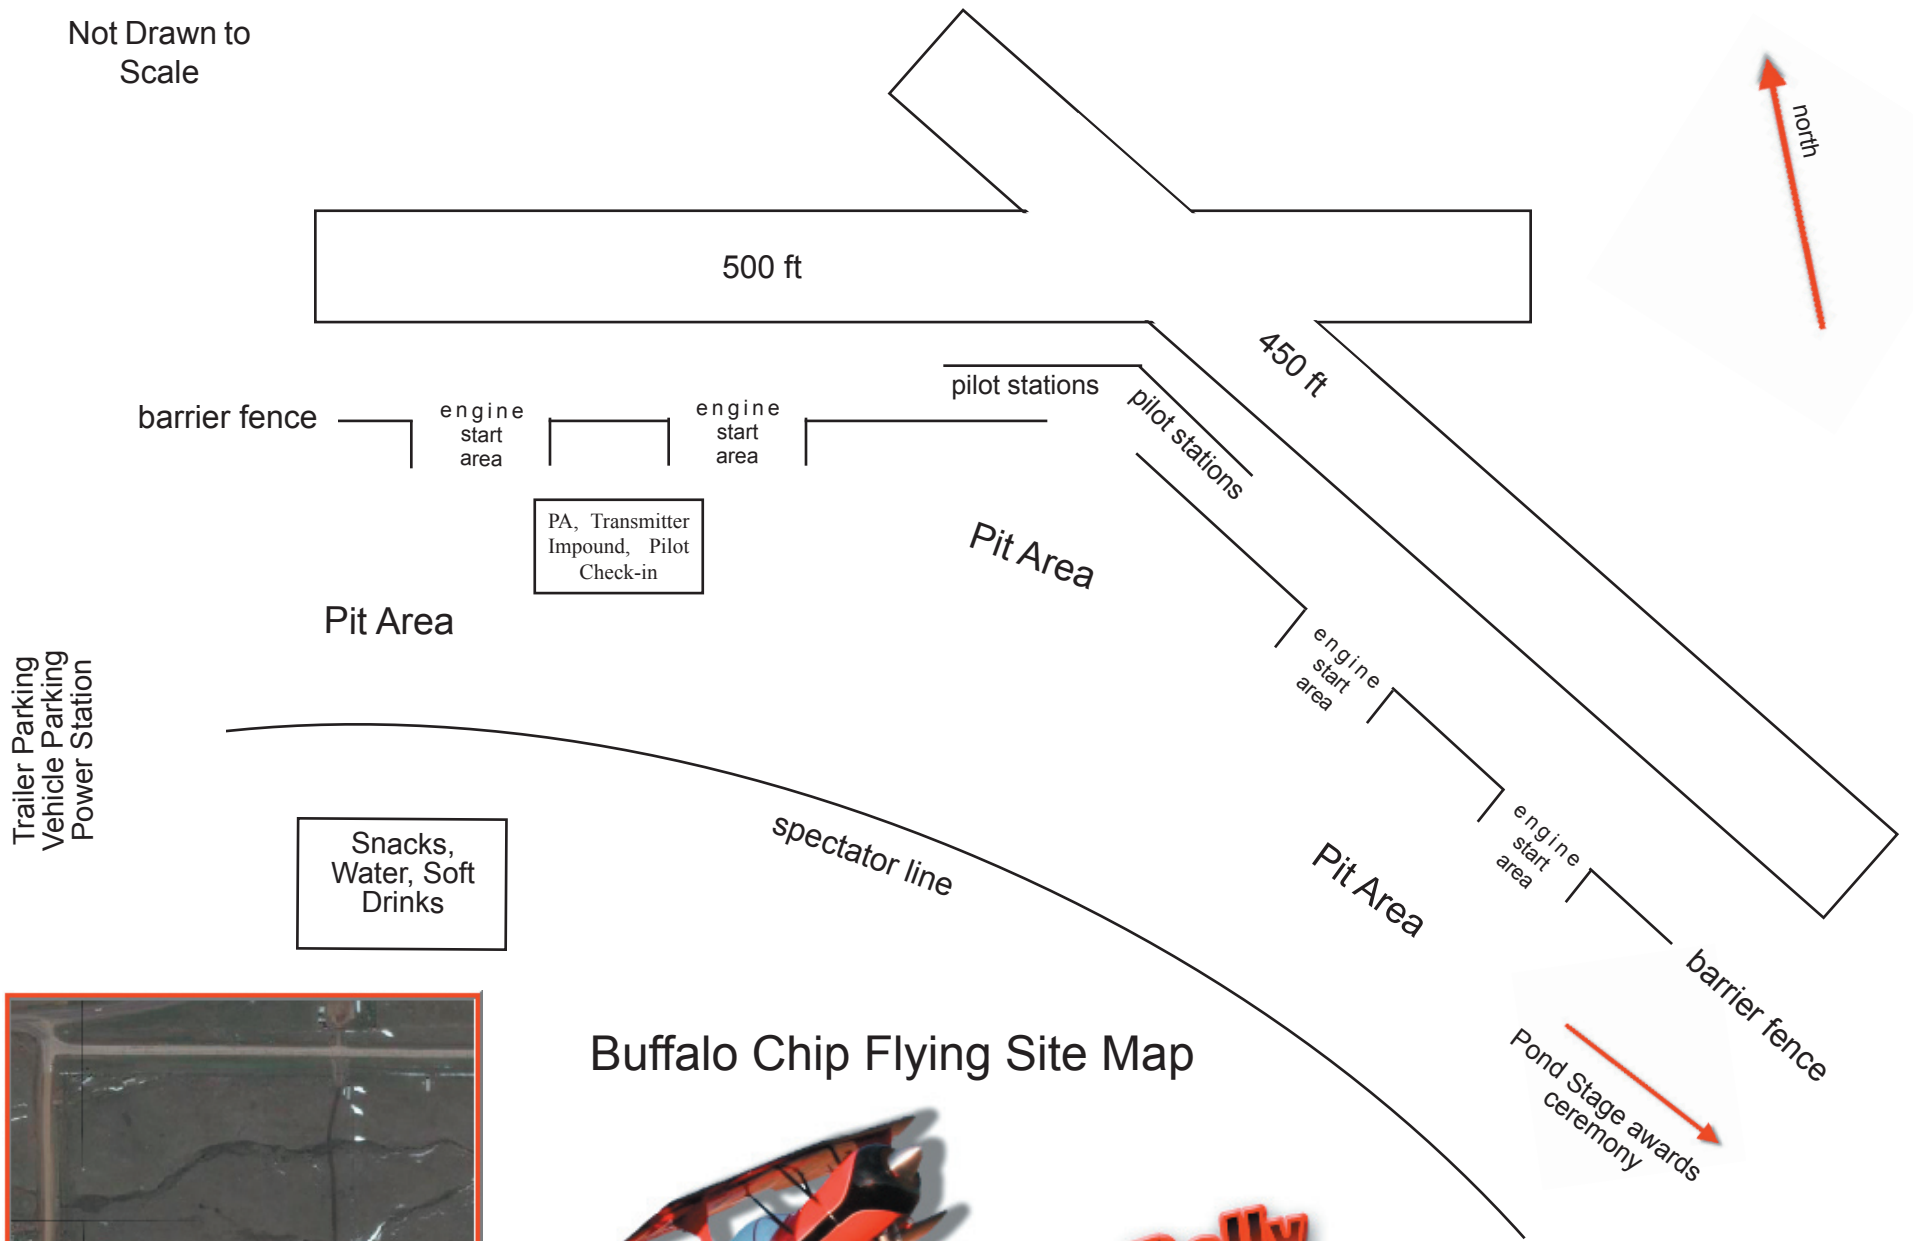 Not Drawn to
Scale
north
500 ft
450 ft
pilot stations
pilot stations
barrier fence
engine
start
area
engine
start
area
PA, Transmitter
Impound, Pilot
Check-in
Pit Area
Pit Area
engine
start
area
Trailer Parking
Vehicle Parking
Power Station
engine
start
area
Snacks,
Water, Soft
Drinks
spectator line
Pit Area
barrier fence
Buffalo Chip Flying Site Map
Pond Stage awards
ceremony